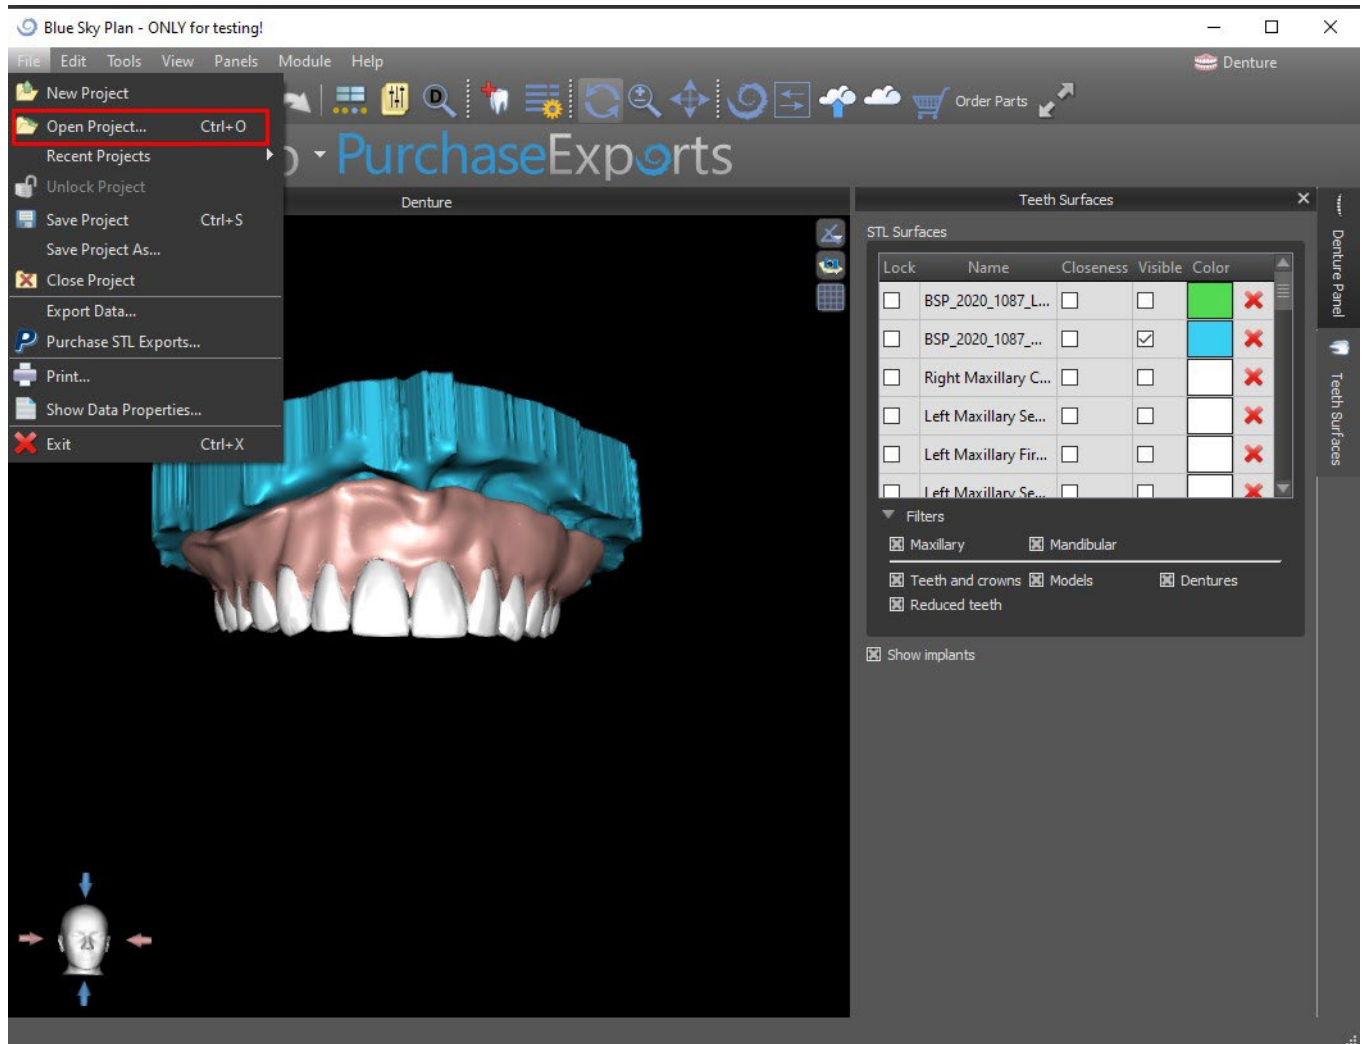 Blue Sky Plan - ONLY for testing!
File Edit Tools View Panels Module Help
Denture
New Project
D
Order Parts
Open Project... Ctrl+O
Recent Projects
PurchaseExports
Unlock Project
Denture
Teeth Surfaces
Save Project Ctrl+S
Save Project As...
Close Project
Export Data...
Purchase STL Exports...
Print...
Show Data Properties...
Exit Ctrl+X
STL Surfaces
Lock Name Closeness Visible Color
BSP_2020_1087_L...
BSP_2020_1087_...
Right Maxillary C...
Left Maxillary Se...
Left Maxillary Fir...
Left Maxillary Se...
Filters
Maxillary Mandibular
Teeth and crowns Models Dentures
Reduced teeth
Show implants
Denture Panel
Teeth Surfaces